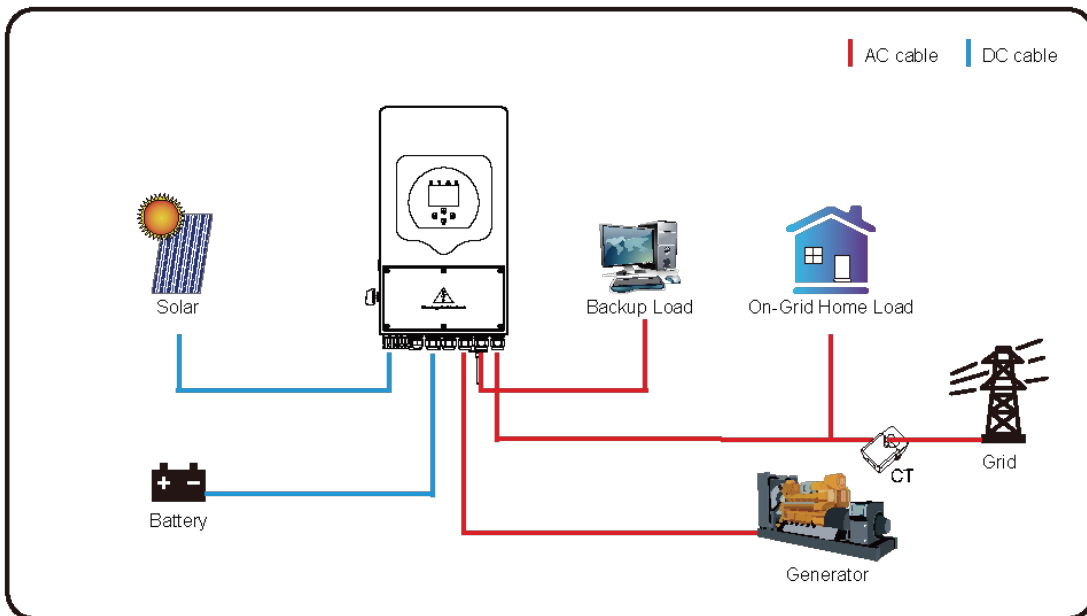 AC cable
DC cable
Solar
Backup Load
On-Grid Home Load
CT
Grid
Battery
Generator